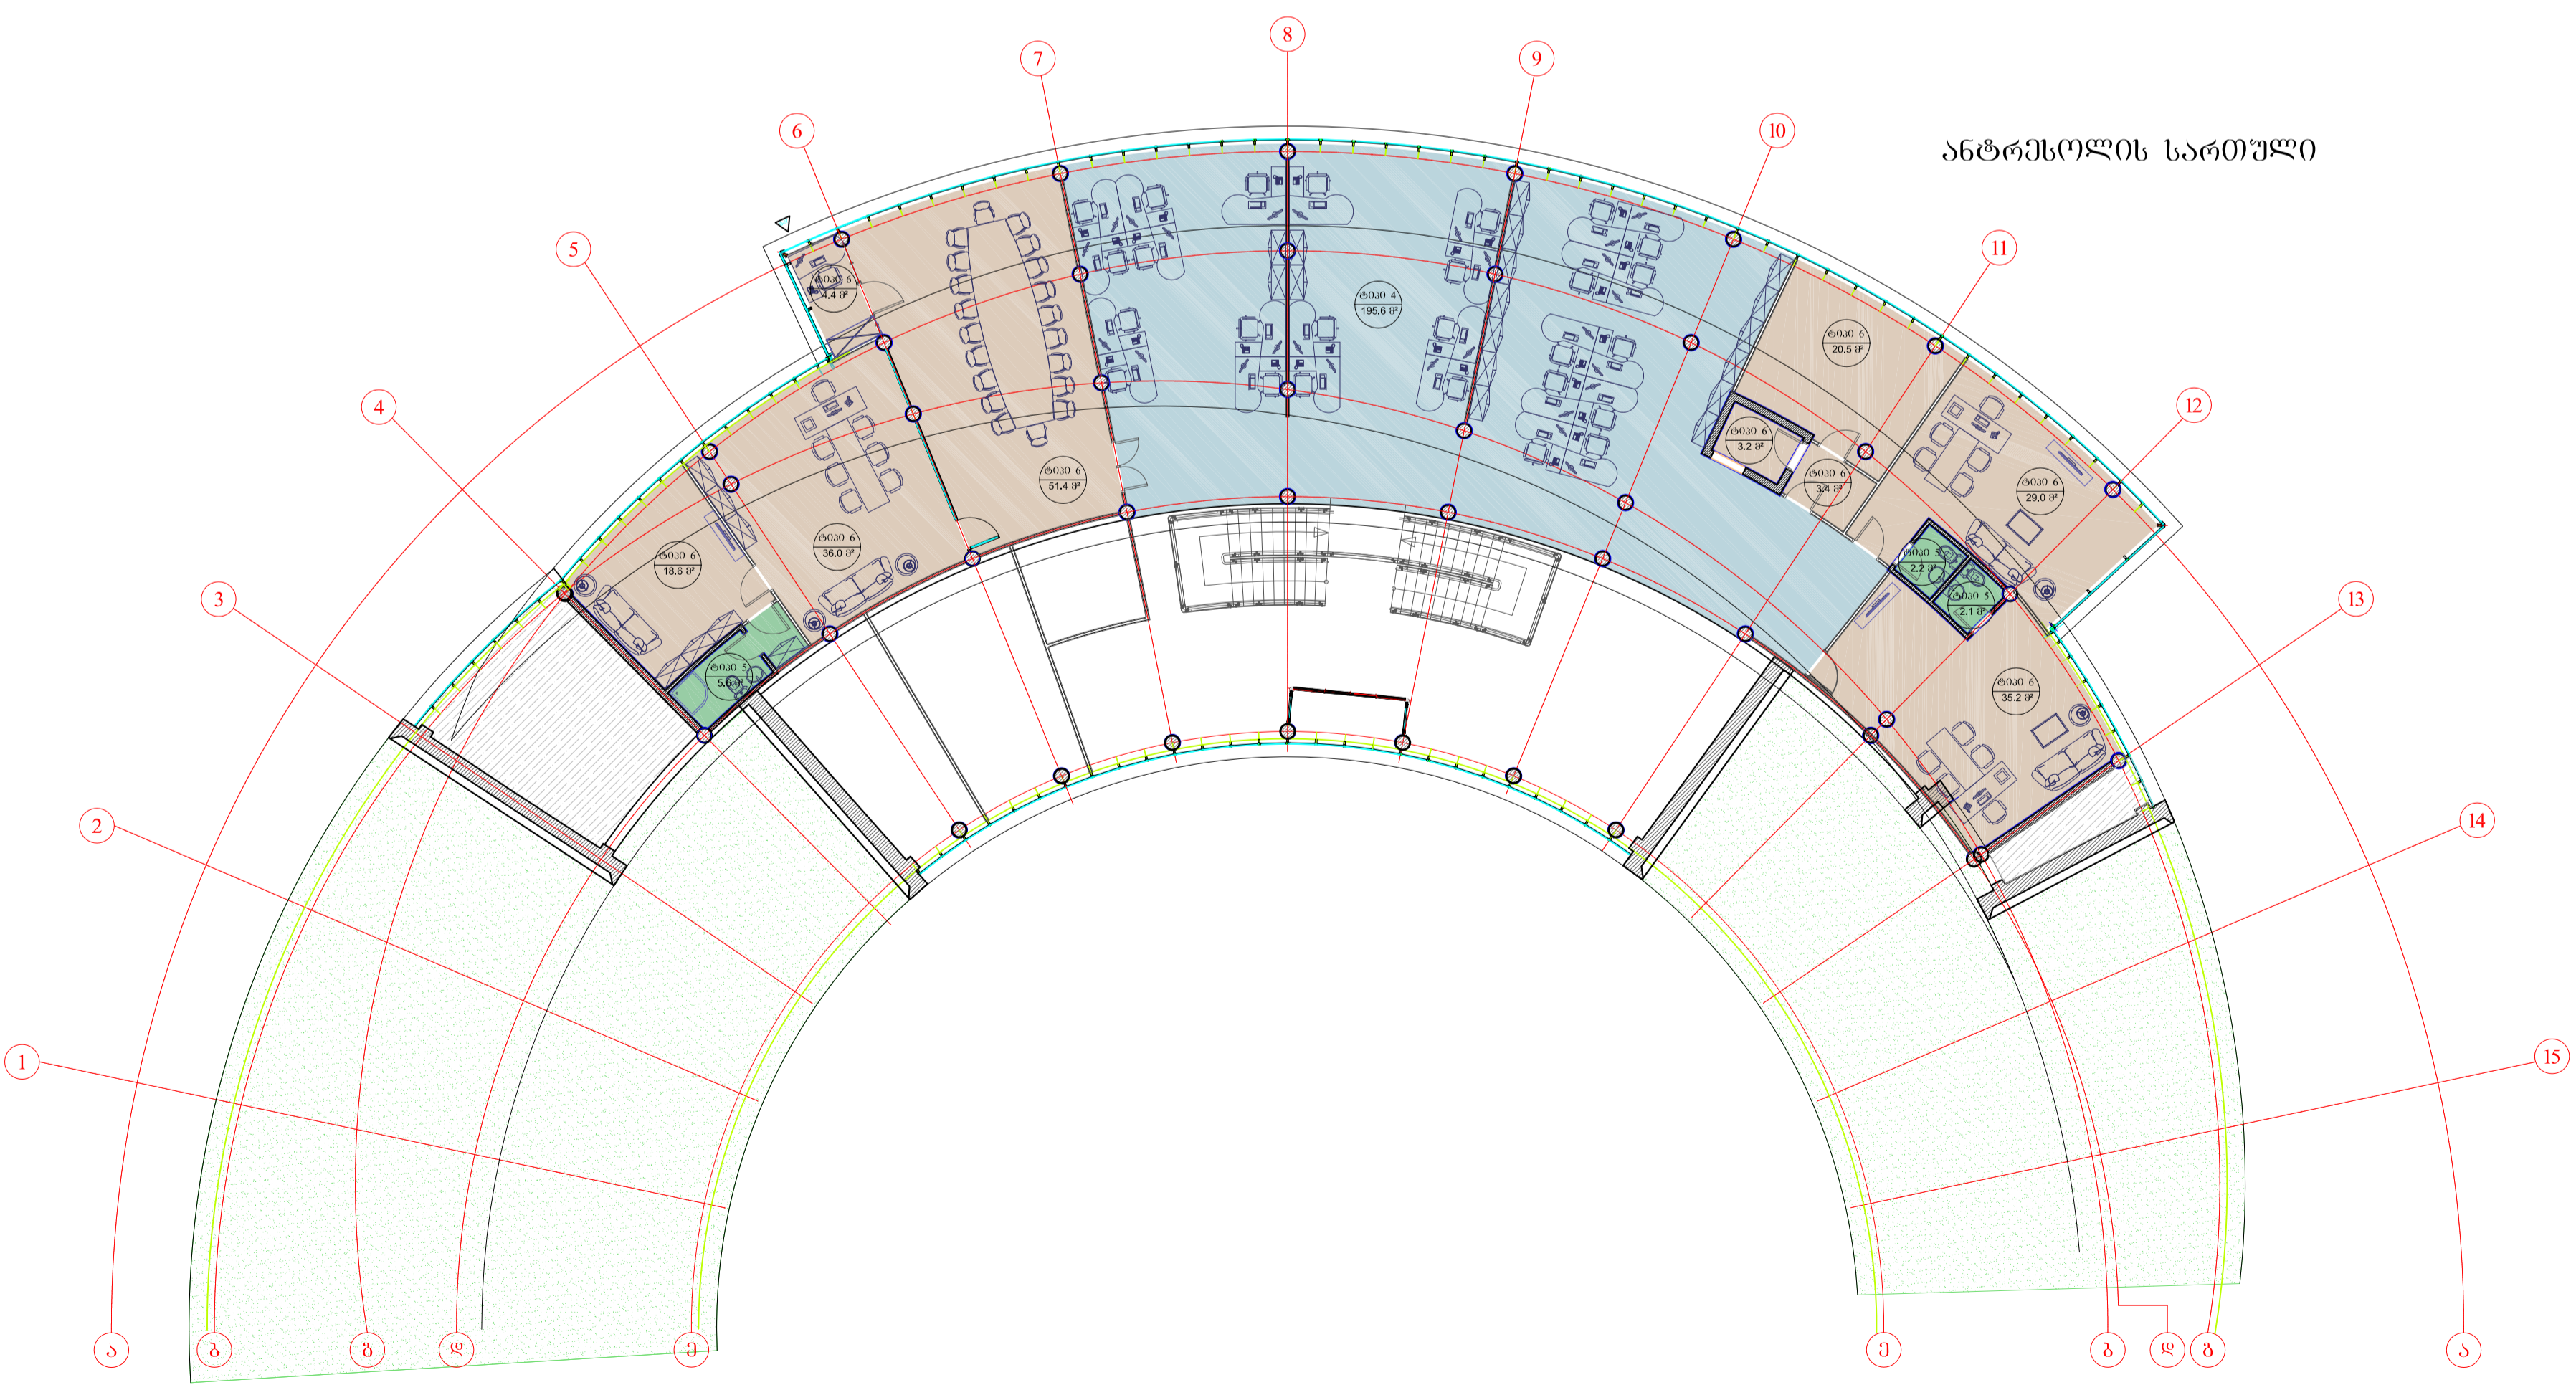 8
7
9
6
10
ანტრესოლის სართული
5
11
ტიპი 6
4.4 მ²
ტიპი 4
195.6 მ²
ტიპი 6
20.5 მ²
4
12
ტიპი 6
3.2 მ²
ტიპი 6
51.4 მ²
ტიპი 6
3.4 მ²
ტიპი 6
29.0 მ²
ტიპი 6
36.0 მ²
ტიპი 6
18.6 მ²
ტიპი 5
2.2 მ²
3
ტიპი 5
2.1 მ²
13
ტიპი 5
5.6 მ²
ტიპი 6
35.2 მ²
2
14
1
15
ა
ბ
გ
დ
ე
ე
ბ
დ
გ
ა